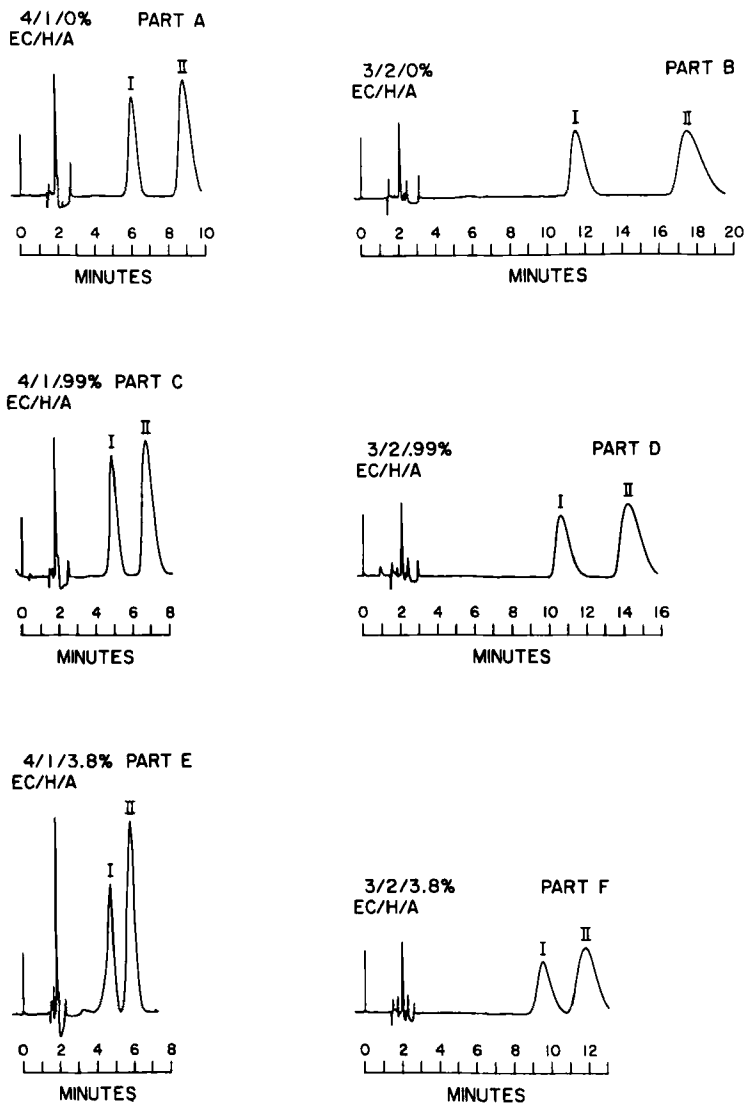 4/1/0% PART A
EC/H/A
I II
0 2 4 6 8 10
MINUTES
3/2/0% PART B
EC/H/A
I II
0 2 4 6 8 10 12 14 16 18 20
MINUTES
4/1/.99% PART C
EC/H/A
I II
0 2 4 6 8
MINUTES
3/2/.99% PART D
EC/H/A
I II
0 2 4 6 8 10 12 14 16
MINUTES
4/1/3.8% PART E
EC/H/A
I II
0 2 4 6 8
MINUTES
3/2/3.8% PART F
EC/H/A
I II
0 2 4 6 8 10 12
MINUTES